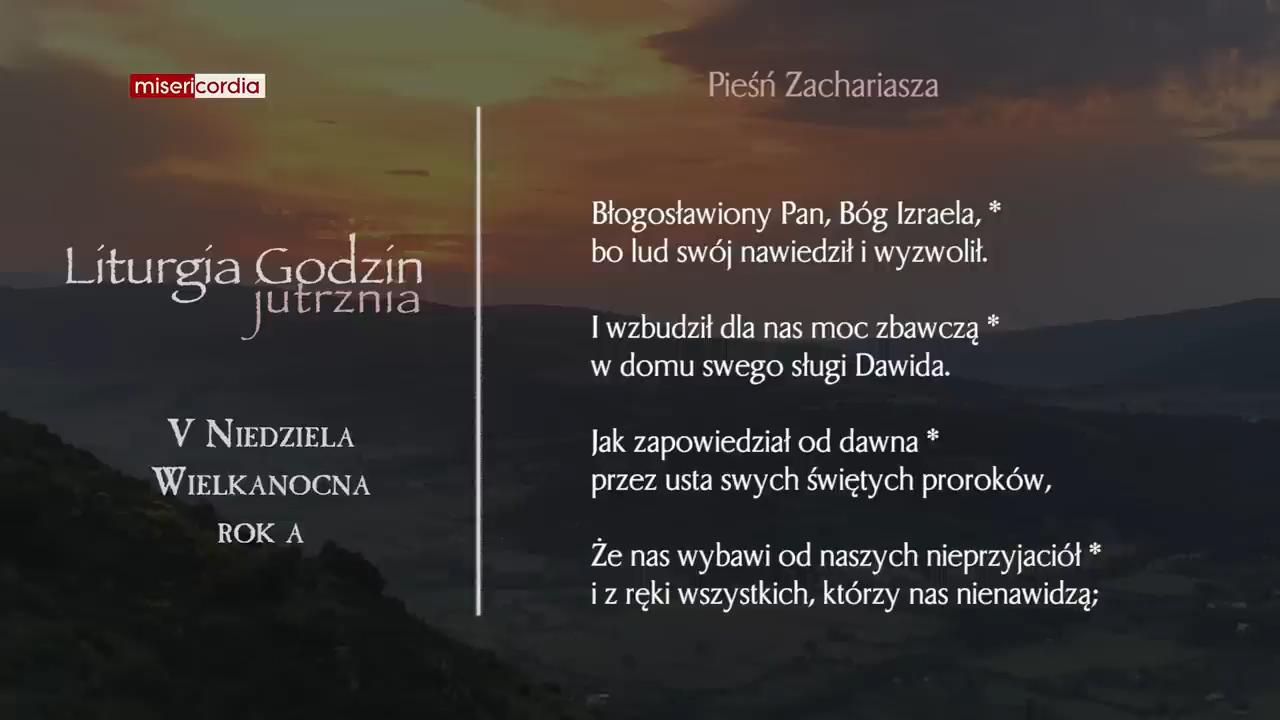 misericordia
Liturgia Godzin
jutrznia
V Niedziela
Wielkanocna
rok A
Pieśń Zachariasza
Błogosławiony Pan, Bóg Izraela, *
bo lud swój nawiedził i wyzwolił.
I wzbudził dla nas moc zbawczą *
w domu swego sługi Dawida.
Jak zapowiedział od dawna *
przez usta swych świętych proroków,
Że nas wybawi od naszych nieprzyjaciół *
i z ręki wszystkich, którzy nas nienawidzą;